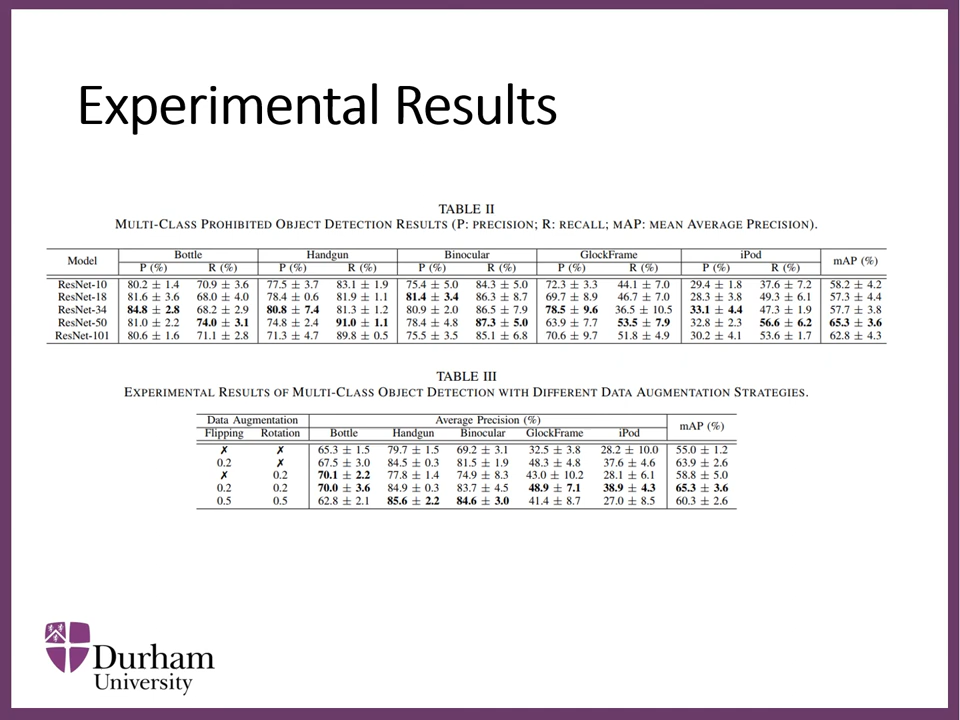 Experimental Results
TABLE II
MULTI-CLASS PROHIBITED OBJECT DETECTION RESULTS (P: PRECISION; R: RECALL; MAP: MEAN AVERAGE PRECISION).
Model Bottle Handgun Binocular GlockFrame iPod mAP (%)
P (%) R (%) P (%) R (%) P (%) R (%) P (%) R (%) P (%) R (%)
ResNet-10 80.2 ± 1.4 70.9 ± 3.6 77.5 ± 3.7 83.1 ± 1.9 75.4 ± 5.0 84.3 ± 5.0 72.3 ± 3.3 44.1 ± 7.0 29.4 ± 1.8 37.6 ± 7.2 58.2 ± 4.2
ResNet-18 81.6 ± 3.6 68.0 ± 4.0 78.4 ± 0.6 81.9 ± 1.1 81.4 ± 3.4 86.3 ± 8.7 69.7 ± 8.9 46.7 ± 7.0 28.3 ± 3.8 49.3 ± 6.1 57.3 ± 4.4
ResNet-34 84.8 ± 2.8 68.2 ± 2.9 80.8 ± 7.4 81.3 ± 1.2 80.9 ± 2.0 86.5 ± 7.9 78.5 ± 9.6 36.5 ± 10.5 33.1 ± 4.4 47.3 ± 1.9 57.7 ± 3.8
ResNet-50 81.0 ± 2.2 74.0 ± 3.1 74.8 ± 2.4 91.0 ± 1.1 78.4 ± 4.8 87.3 ± 5.0 63.9 ± 7.7 53.5 ± 7.9 32.8 ± 2.3 56.6 ± 6.2 65.3 ± 3.6
ResNet-101 80.6 ± 1.6 71.1 ± 2.8 71.3 ± 4.7 89.8 ± 0.5 75.5 ± 3.5 85.1 ± 6.8 70.6 ± 9.7 51.8 ± 4.9 30.2 ± 4.1 53.6 ± 1.7 62.8 ± 4.3
TABLE III
EXPERIMENTAL RESULTS OF MULTI-CLASS OBJECT DETECTION WITH DIFFERENT DATA AUGMENTATION STRATEGIES.
Data Augmentation Average Precision (%) mAP (%)
Flipping Rotation Bottle Handgun Binocular GlockFrame iPod
✗ ✗ 65.3 ± 1.5 79.7 ± 1.5 69.2 ± 3.1 32.5 ± 3.8 28.2 ± 10.0 55.0 ± 1.2
0.2 ✗ 67.5 ± 3.0 84.5 ± 0.3 81.5 ± 1.9 48.3 ± 4.8 37.6 ± 4.6 63.9 ± 2.6
✗ 0.2 70.1 ± 2.2 77.8 ± 1.4 74.9 ± 8.3 43.0 ± 10.2 28.1 ± 6.1 58.8 ± 5.0
0.2 0.2 70.0 ± 3.6 84.9 ± 0.3 83.7 ± 4.5 48.9 ± 7.1 38.9 ± 4.3 65.3 ± 3.6
0.5 0.5 62.8 ± 2.1 85.6 ± 2.2 84.6 ± 3.0 41.4 ± 8.7 27.0 ± 8.5 60.3 ± 2.6
Durham
University